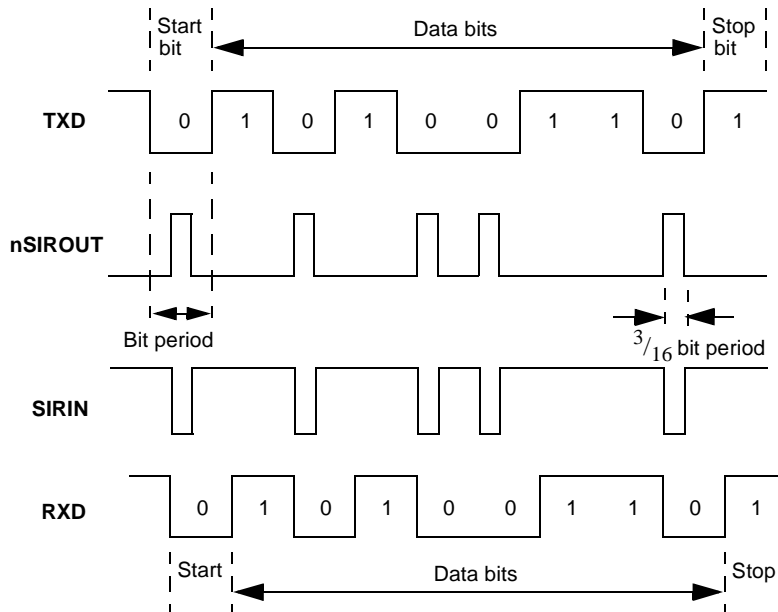 Start bit
Data bits
Stop bit
TXD
0 1 0 1 0 0 1 1 0 1
nSIROUT
Bit period
3/16 bit period
SIRIN
RXD
0 1 0 1 0 0 1 1 0 1
Start
Data bits
Stop